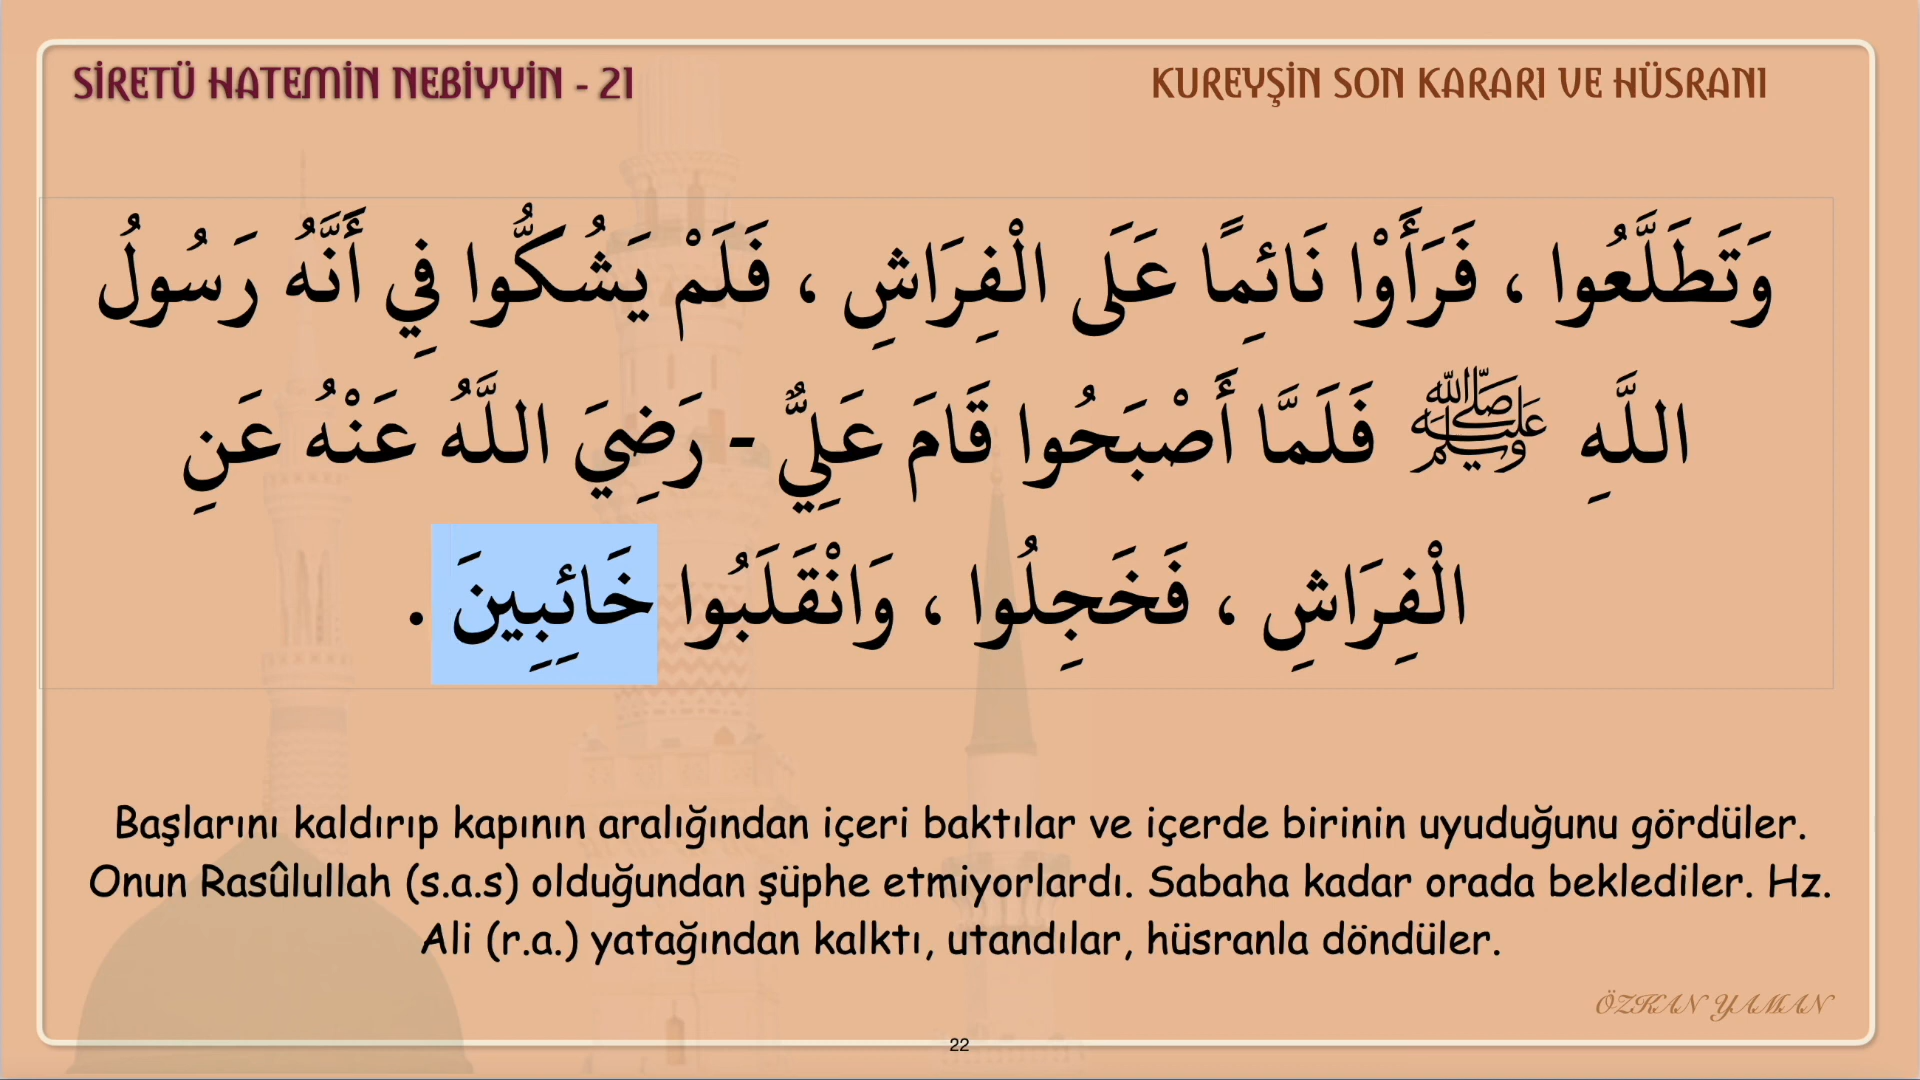 SİRETÜ HATEMİN NEBİYYİN - 21
KUREYŞİN SON KARARI VE HÜSRANI
وَتَطَلَّعُوا ، فَرَأَوْا نَائِمًا عَلَى الْفِرَاشِ ، فَلَمْ يَشُكُّوا فِي أَنَّهُ رَسُولُ
اللَّهِ ﷺ فَلَمَّا أَصْبَحُوا قَامَ عَلِيٌّ - رَضِيَ اللَّهُ عَنْهُ عَنِ
الْفِرَاشِ ، فَخَجِلُوا ، وَانْقَلَبُوا خَائِبِينَ .
Başlarını kaldırıp kapının aralığından içeri baktılar ve içerde birinin uyuduğunu gördüler.
Onun Rasûlullah (s.a.s) olduğundan şüphe etmiyorlardı. Sabaha kadar orada beklediler. Hz.
Ali (r.a.) yatağından kalktı, utandılar, hüsranla döndüler.
ÖZKAN YAMAN
22